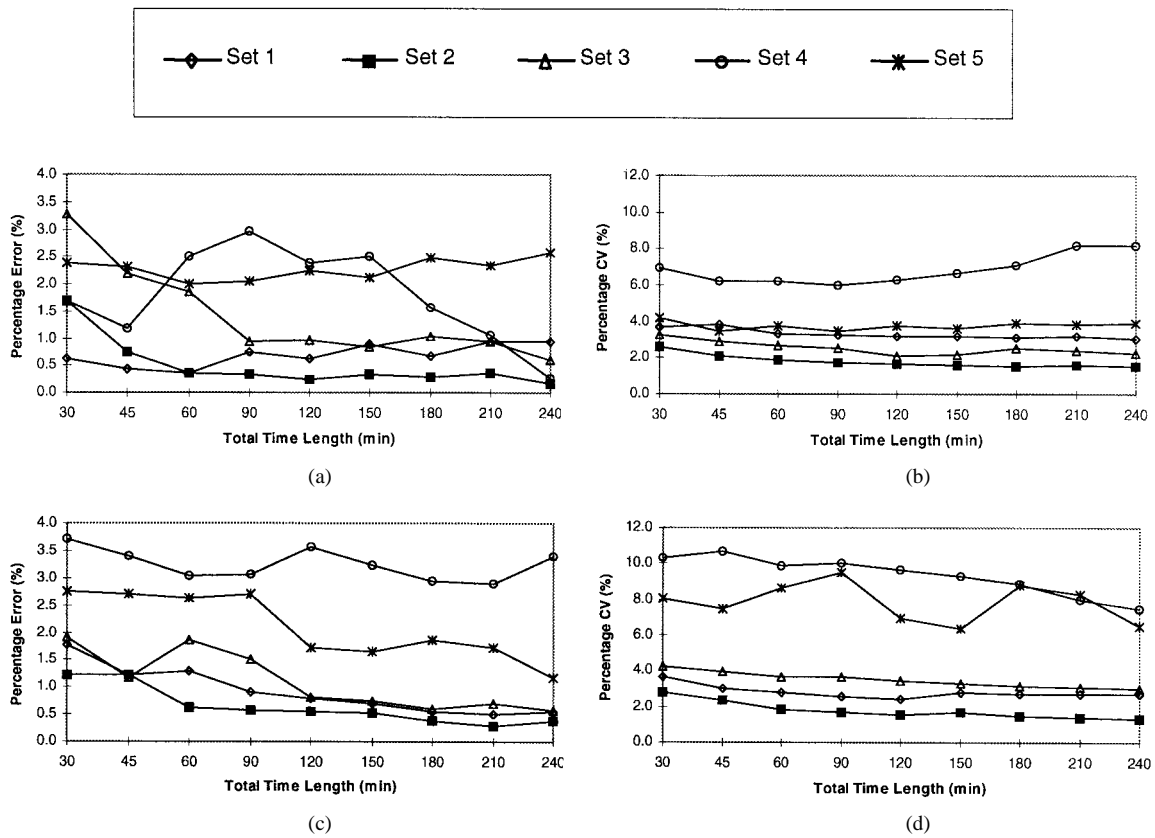 Set 1 Set 2 Set 3 Set 4 Set 5
4.0
3.5
3.0
2.5
2.0
1.5
1.0
0.5
0.0
Percentage Error (%)
30 45 60 90 120 150 180 210 240
Total Time Length (min)
(a)
12.0
10.0
8.0
6.0
4.0
2.0
0.0
Percentage CV (%)
30 45 60 90 120 150 180 210 240
Total Time Length (min)
(b)
4.0
3.5
3.0
2.5
2.0
1.5
1.0
0.5
0.0
Percentage Error (%)
30 45 60 90 120 150 180 210 240
Total Time Length (min)
(c)
12.0
10.0
8.0
6.0
4.0
2.0
0.0
Percentage CV (%)
30 45 60 90 120 150 180 210 240
Total Time Length (min)
(d)